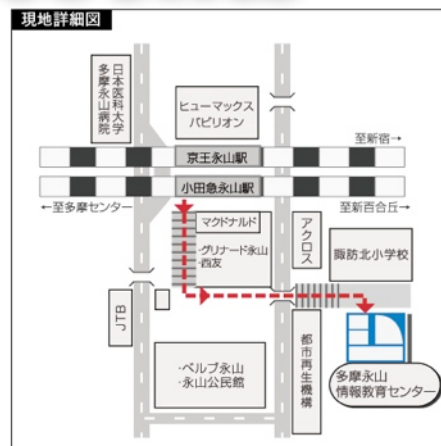 現地詳細図
日本医科大学
多摩永山病院
ヒューマックス
パビリオン
至新宿→
京王永山駅
小田急永山駅
←至多摩センター
至新百合丘→
マクドナルド
・グリナード永山
・西友
アクロス
諏訪北小学校
JTB
・ベルブ永山
・永山公民館
都市再生機構
多摩永山
情報教育センター